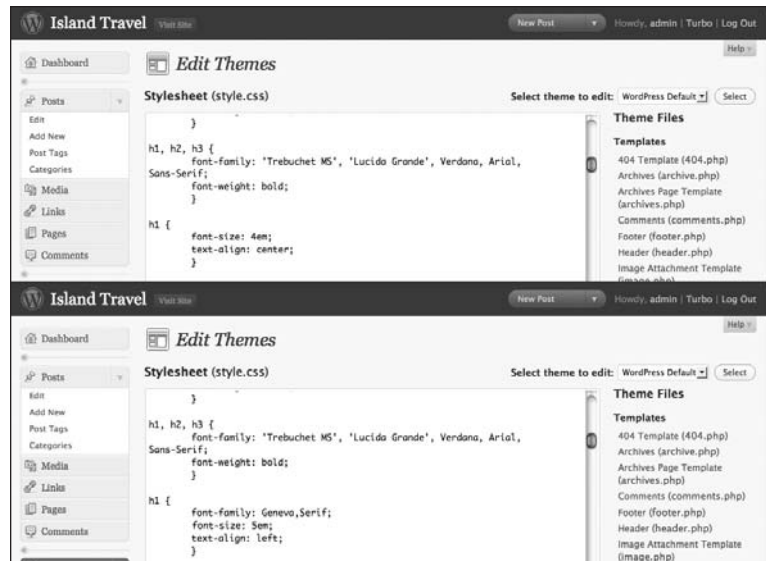 Island Travel Visit Site New Post Howdy, admin | Turbo | Log Out
Help
Dashboard
Edit Themes
Posts
Edit
Add New
Post Tags
Categories
Media
Links
Pages
Comments
Stylesheet (style.css)
Select theme to edit: WordPress Default Select
}
h1, h2, h3 {
font-family: 'Trebuchet MS', 'Lucida Grande', Verdana, Arial,
Sans-Serif;
font-weight: bold;
}
h1 {
font-size: 4em;
text-align: center;
}
Theme Files
Templates
404 Template (404.php)
Archives (archive.php)
Archives Page Template
(archives.php)
Comments (comments.php)
Footer (footer.php)
Header (header.php)
Image Attachment Template
(image.php)
Island Travel Visit Site New Post Howdy, admin | Turbo | Log Out
Help
Dashboard
Edit Themes
Posts
Edit
Add New
Post Tags
Categories
Media
Links
Pages
Comments
Stylesheet (style.css)
Select theme to edit: WordPress Default Select
}
h1, h2, h3 {
font-family: 'Trebuchet MS', 'Lucida Grande', Verdana, Arial,
Sans-Serif;
font-weight: bold;
}
h1 {
font-family: Geneva,Serif;
font-size: 5em;
text-align: left;
}
Theme Files
Templates
404 Template (404.php)
Archives (archive.php)
Archives Page Template
(archives.php)
Comments (comments.php)
Footer (footer.php)
Header (header.php)
Image Attachment Template
(image.php)